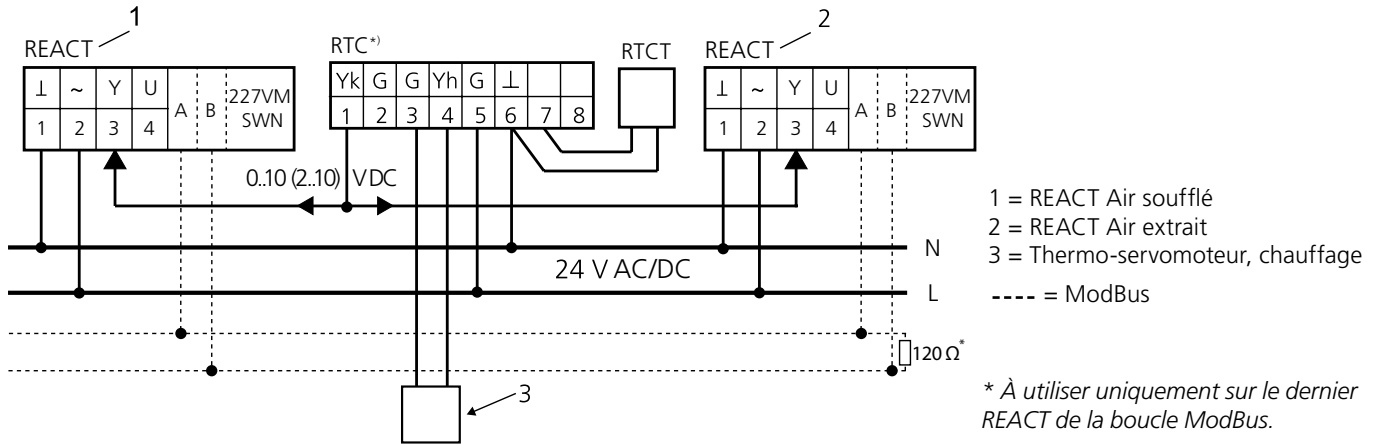 1
2
REACT
RTC*)
RTCT
REACT
⊥ ~ Y U A B 227VM SWN
1 2 3 4
Yk G G Yh G ⊥
1 2 3 4 5 6 7 8
⊥ ~ Y U A B 227VM SWN
1 2 3 4
0..10 (2..10) VDC
N
24 V AC/DC
L
120 Ω*
3
1 = REACT Air soufflé
2 = REACT Air extrait
3 = Thermo-servomoteur, chauffage
---- = ModBus
* À utiliser uniquement sur le dernier
REACT de la boucle ModBus.